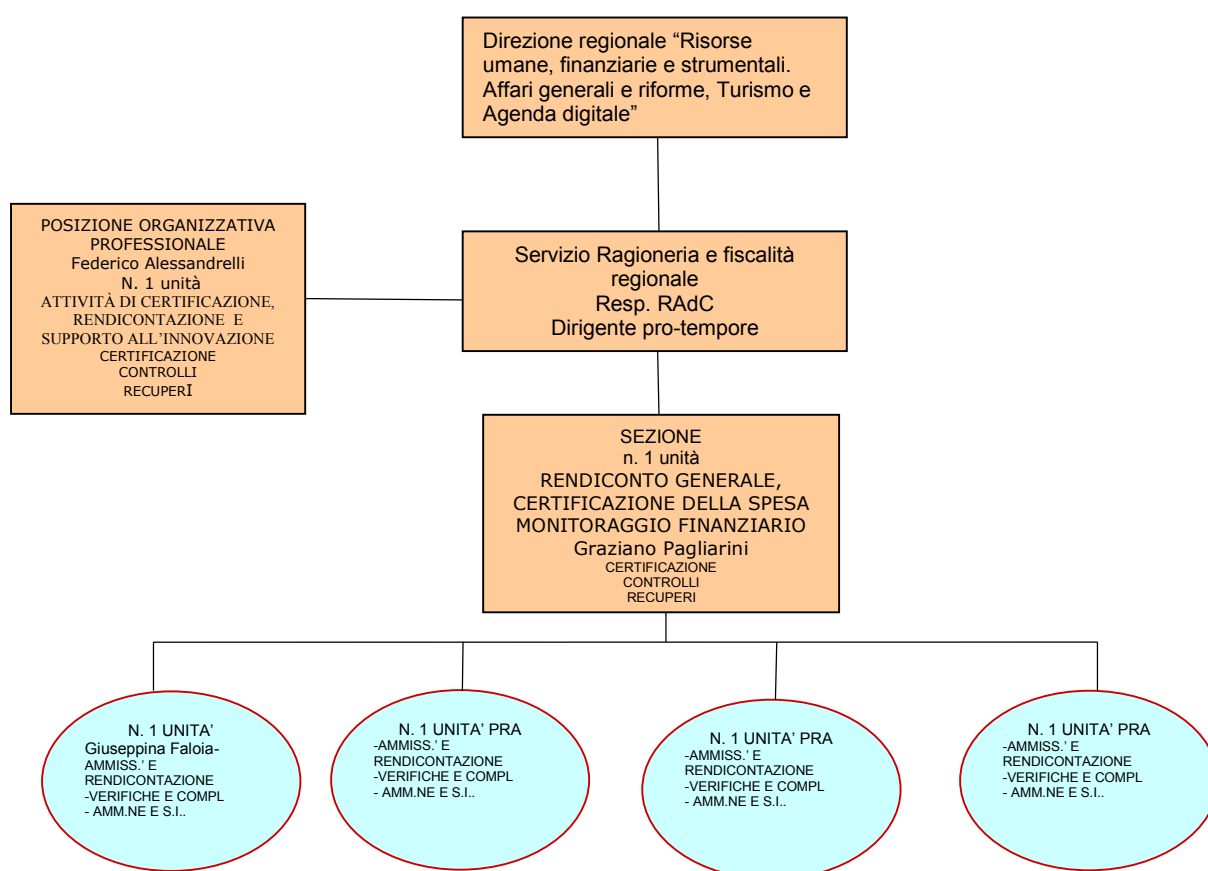 Direzione regionale “Risorse
umane, finanziarie e strumentali.
Affari generali e riforme, Turismo e
Agenda digitale”
POSIZIONE ORGANIZZATIVA
PROFESSIONALE
Federico Alessandrelli
N. 1 unità
ATTIVITÀ DI CERTIFICAZIONE,
RENDICONTAZIONE E
SUPPORTO ALL’INNOVAZIONE
CERTIFICAZIONE
CONTROLLI
RECUPERI
Servizio Ragioneria e fiscalità
regionale
Resp. RAdC
Dirigente pro-tempore
SEZIONE
n. 1 unità
RENDICONTO GENERALE,
CERTIFICAZIONE DELLA SPESA
MONITORAGGIO FINANZIARIO
Graziano Pagliarini
CERTIFICAZIONE
CONTROLLI
RECUPERI
N. 1 UNITA’
Giuseppina Faloia-
AMMISS.’ E
RENDICONTAZIONE
-VERIFICHE E COMPL
- AMM.NE E S.I..
N. 1 UNITA’ PRA
-AMMISS.’ E
RENDICONTAZIONE
-VERIFICHE E COMPL
- AMM.NE E S.I..
N. 1 UNITA’ PRA
-AMMISS.’ E
RENDICONTAZIONE
-VERIFICHE E COMPL
- AMM.NE E S.I..
N. 1 UNITA’ PRA
-AMMISS.’ E
RENDICONTAZIONE
-VERIFICHE E COMPL
- AMM.NE E S.I..